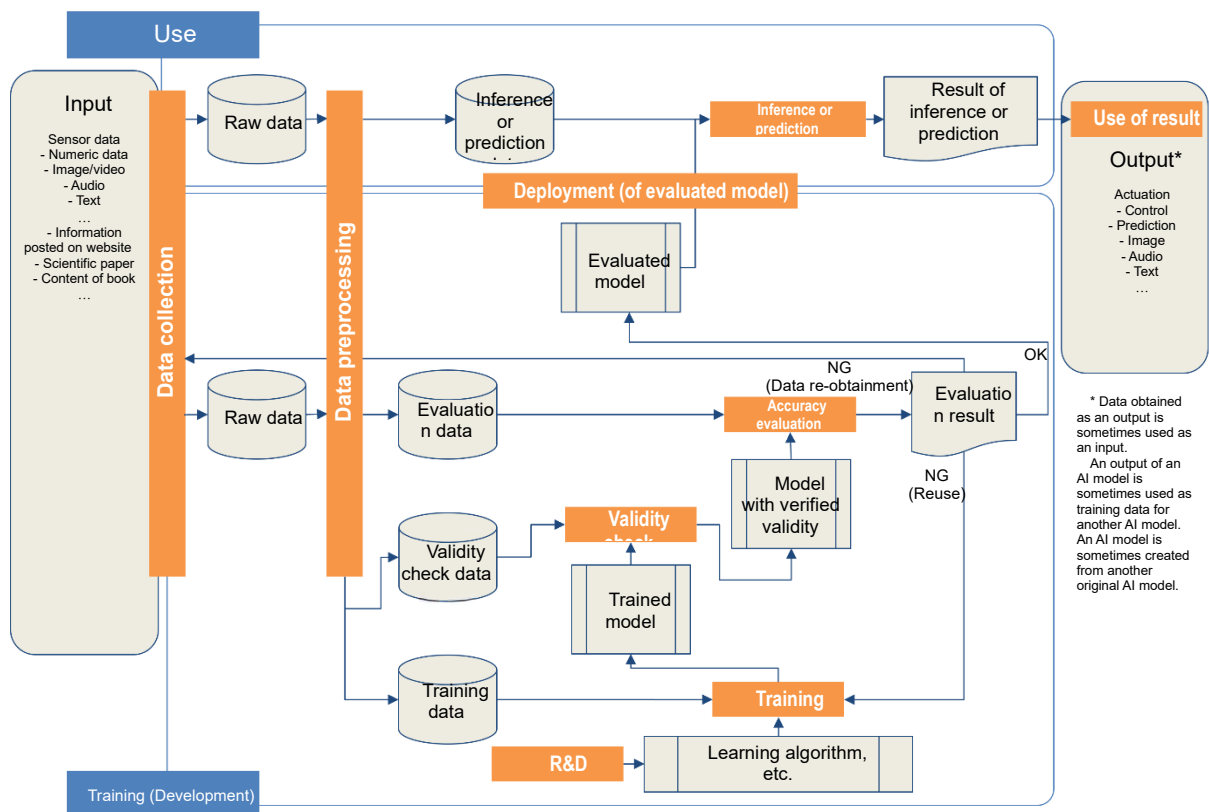 Use
Input
Sensor data
- Numeric data
- Image/video
- Audio
- Text
…
- Information
posted on website
- Scientific paper
- Content of book
…
Data collection
Raw data
Data preprocessing
Inference
or
prediction
Inference or
prediction
Result of
inference or
prediction
Use of result
Output*
Actuation
- Control
- Prediction
- Image
- Audio
- Text
…
Deployment (of evaluated model)
Evaluated
model
OK
NG
(Data re-obtainment)
Raw data
Evaluatio
n data
Accuracy
evaluation
Evaluatio
n result
NG
(Reuse)
Model
with verified
validity
Validity
check
Validity
check data
Trained
model
Training
data
Training
R&D
Learning algorithm,
etc.
Training (Development)
* Data obtained
as an output is
sometimes used as
an input.
An output of an
AI model is
sometimes used as
training data for
another AI model.
An AI model is
sometimes created
from another
original AI model.